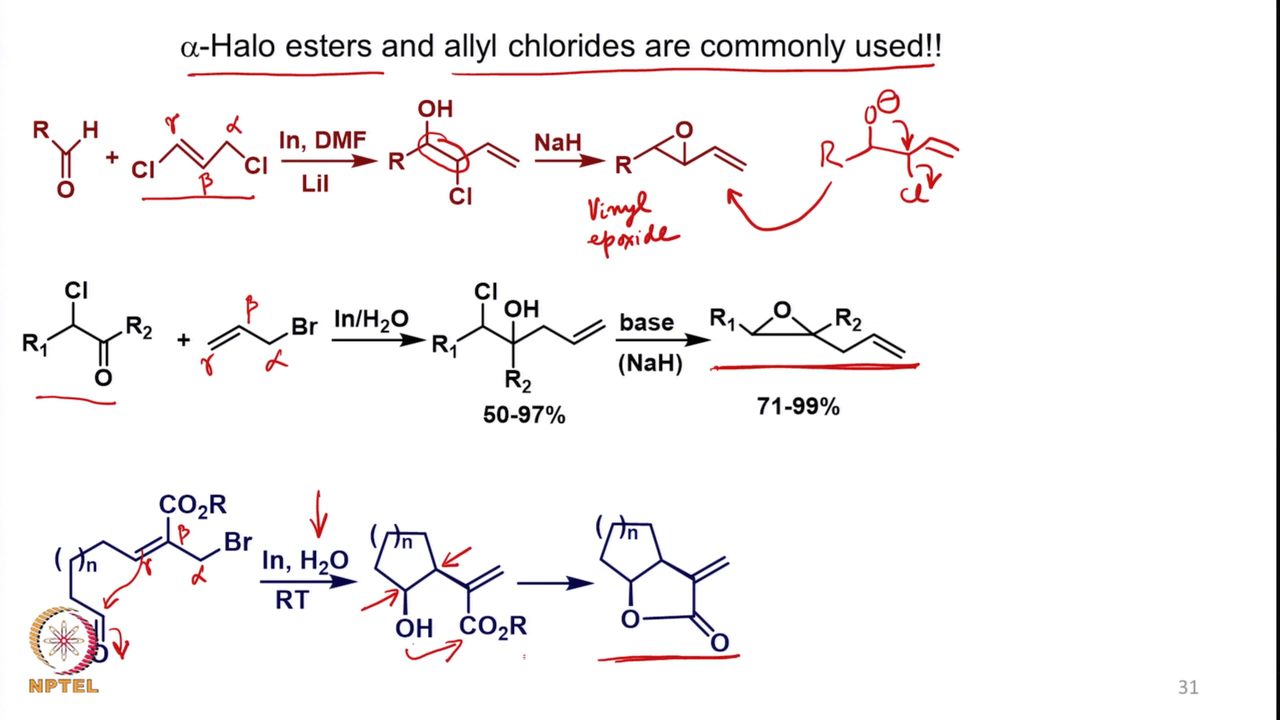 α-Halo esters and allyl chlorides are commonly used!!
R H O + Cl γ β α Cl In, DMF LiI OH R Cl NaH R O
Vinyl epoxide
R O⊖ Cl
Cl R1 R2 O + γ β α Br In/H2O Cl OH R1 R2 50-97% base (NaH) R1 O R2 71-99%
CO2R ( )n γ β α Br O In, H2O RT ( )n OH CO2R ( )n O O
NPTEL
31